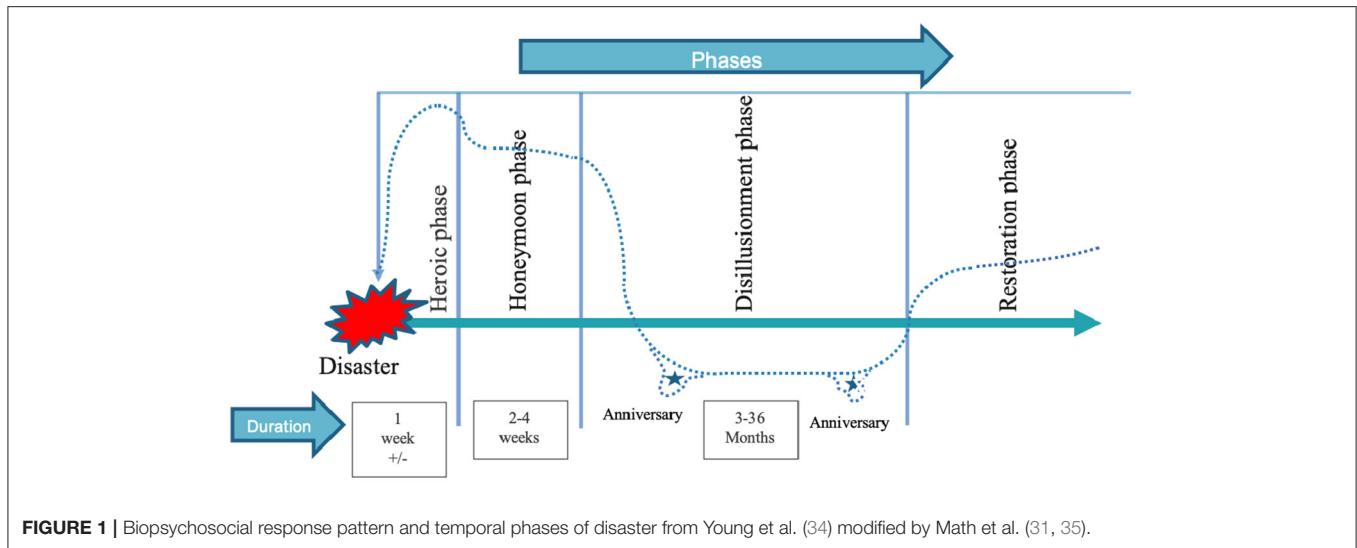 Phases
Heroic phase
Honeymoon phase
Disillusionment phase
Restoration phase
Disaster
Anniversary
Anniversary
Duration
1
week
+/-
2-4
weeks
3-36
Months
FIGURE 1 | Biopsychosocial response pattern and temporal phases of disaster from Young et al. (34) modified by Math et al. (31, 35).